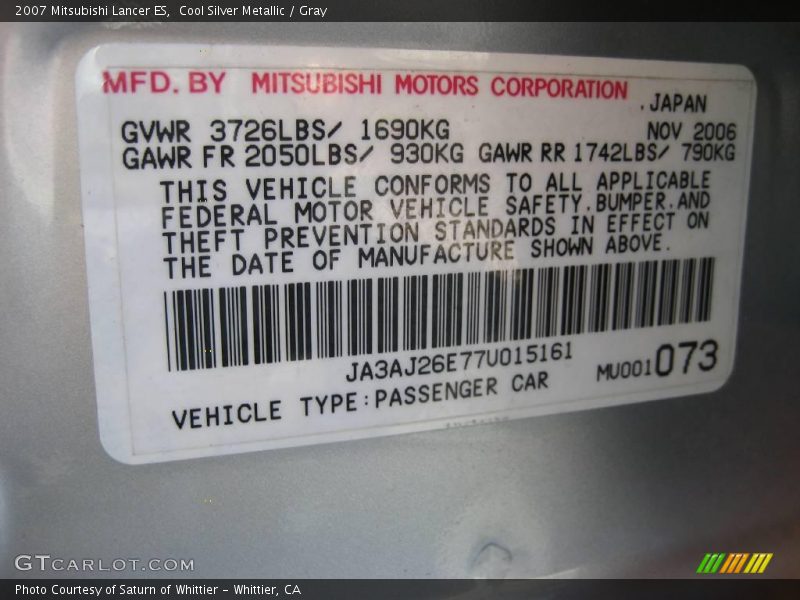 2007 Mitsubishi Lancer ES,  Cool Silver Metallic / Gray
MFD. BY MITSUBISHI MOTORS CORPORATION
.JAPAN
GVWR 3726LBS/ 1690KG NOV 2006
GAWR FR 2050LBS/ 930KG GAWR RR 1742LBS/ 790KG
THIS VEHICLE CONFORMS TO ALL APPLICABLE
FEDERAL MOTOR VEHICLE SAFETY.BUMPER.AND
THEFT PREVENTION STANDARDS IN EFFECT ON
THE DATE OF MANUFACTURE SHOWN ABOVE.
JA3AJ26E77U015161
MU001073
VEHICLE TYPE:PASSENGER CAR
GTCARLOT.COM
Photo Courtesy of Saturn of Whittier - Whittier, CA